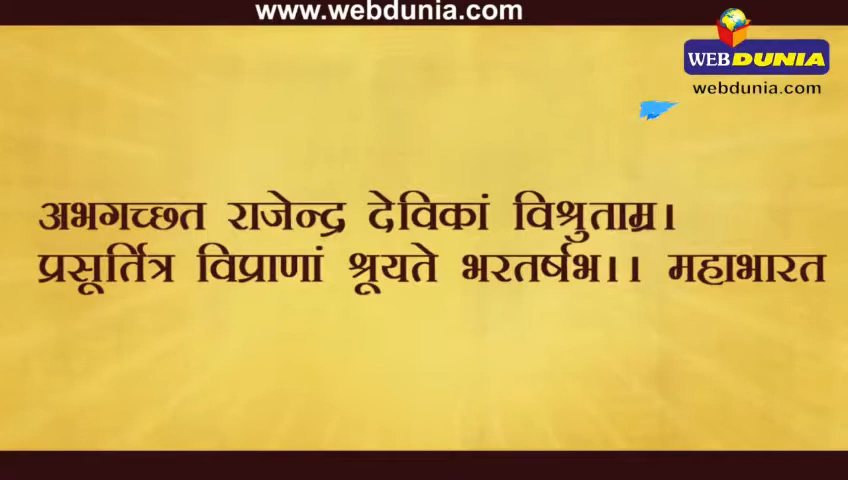 www.webdunia.com
WEBDUNIA
webdunia.com
अभगच्छत राजेन्द्र देविकां विश्रुताम्र।
प्रसूर्तित्र विप्राणां श्रूयते भरतर्षभ।। महाभारत